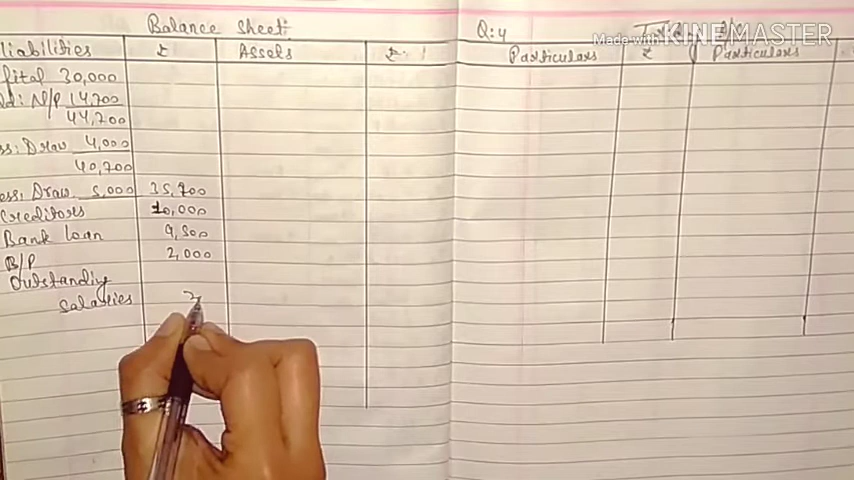 Balance Sheet:
liabilities ₹ Assets ₹
pital 30,000
Add: N/P 14,700
44,700
ess: Draw 4,000
40,700
ess: Draw 5,000 35,700
Creditors 10,000
Bank loan 9,500
B/P 2,000
Outstanding
Salaries
Q:4
Made with KINEMASTER
Particulars ₹ Particulars